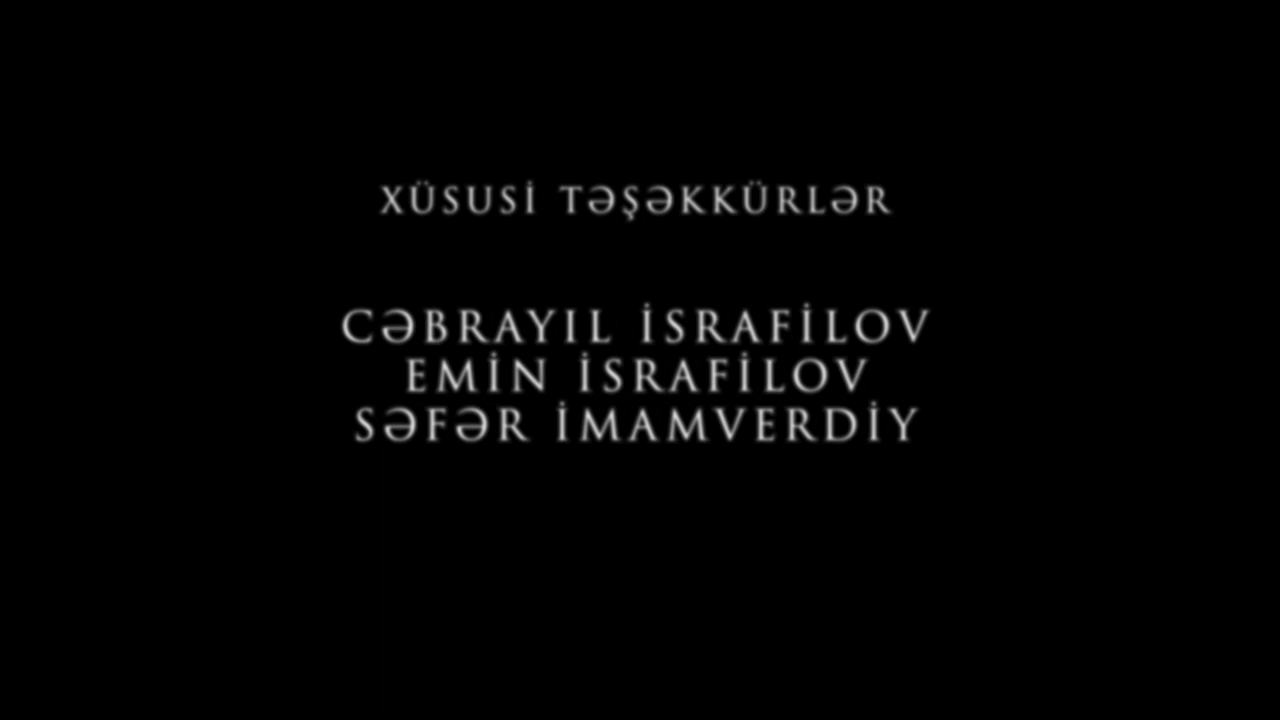 XÜSUSİ TƏŞƏKKÜRLƏR
CƏBRAYIL İSRAFİLOV
EMİN İSRAFİLOV
SƏFƏR İMAMVERDİY